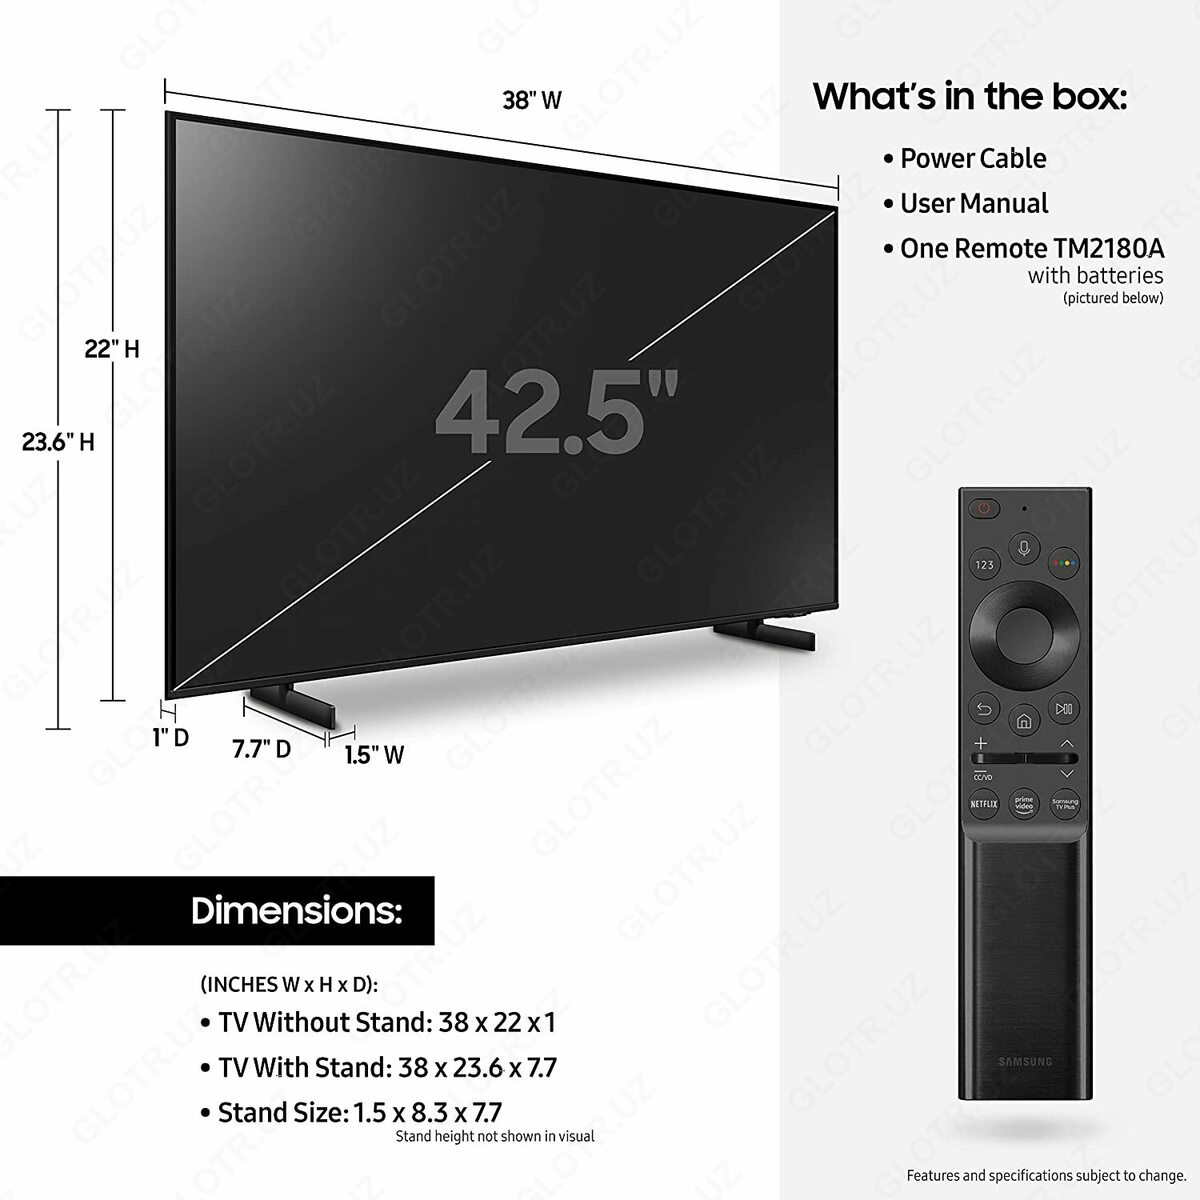 38" W
22" H
23.6" H
42.5"
1" D
7.7" D
1.5" W
What's in the box:
• Power Cable
• User Manual
• One Remote TM2180A
with batteries
(pictured below)
123
CC/VD
NETFLIX
prime
video
Samsung
TV Plus
SAMSUNG
Dimensions:
(INCHES W x H x D):
• TV Without Stand: 38 x 22 x 1
• TV With Stand: 38 x 23.6 x 7.7
• Stand Size: 1.5 x 8.3 x 7.7
Stand height not shown in visual
Features and specifications subject to change.
GLOTR.UZ